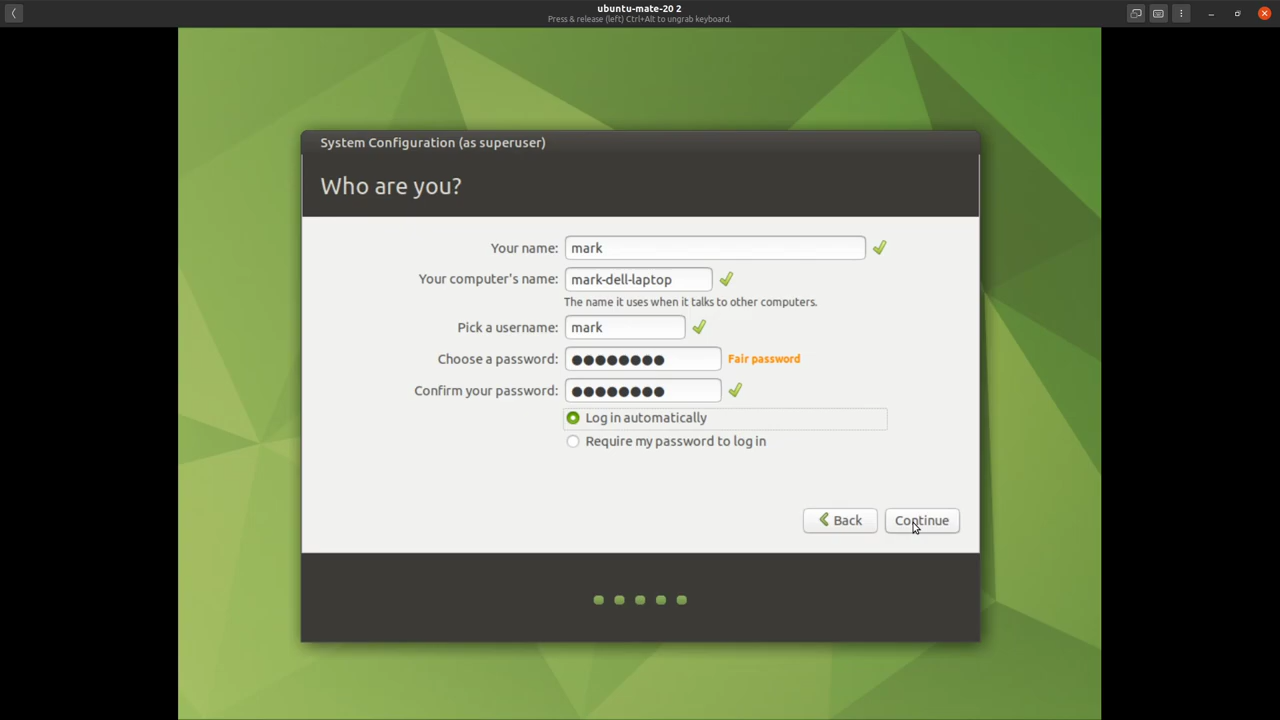 ubuntu-mate-20 2
Press & release (left) Ctrl+Alt to ungrab keyboard.
System Configuration (as superuser)
Who are you?
Your name: mark
Your computer's name: mark-dell-laptop
The name it uses when it talks to other computers.
Pick a username: mark
Choose a password: ●●●●●●●● Fair password
Confirm your password: ●●●●●●●●
Log in automatically
Require my password to log in
Back Continue